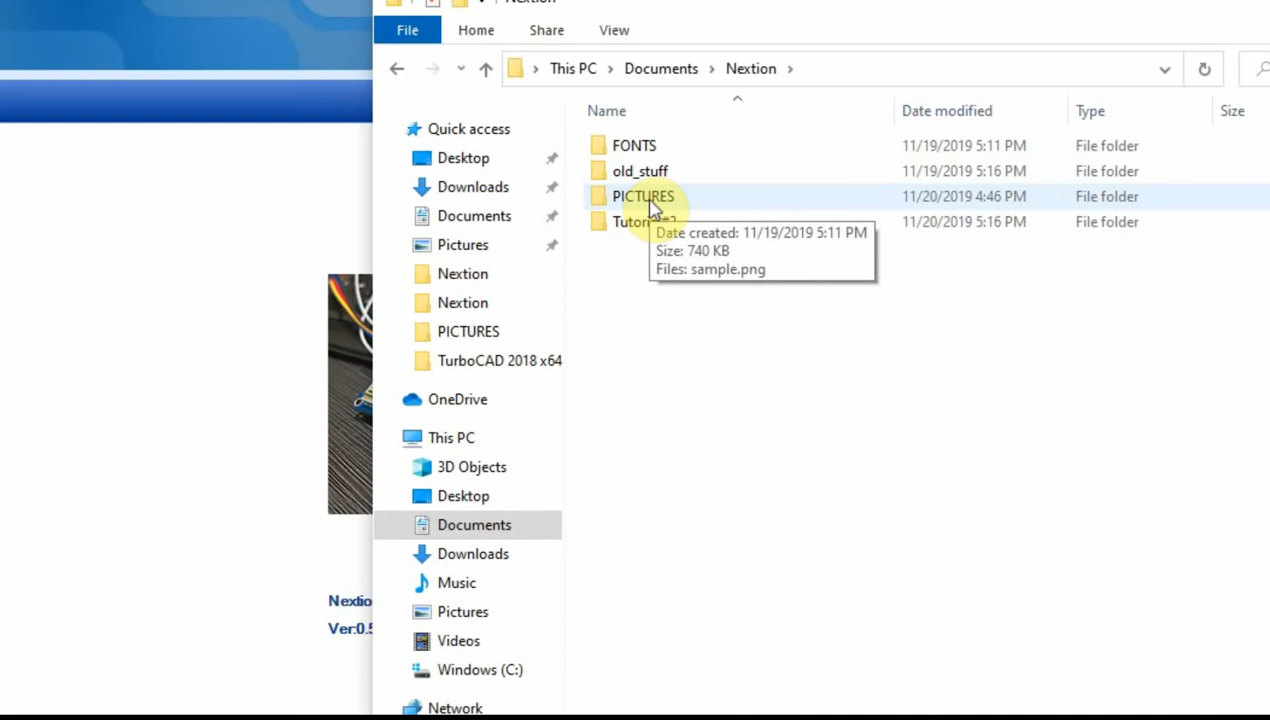 Nextion
File Home Share View
This PC > Documents > Nextion >
Name Date modified Type Size
Quick access
Desktop
Downloads
Documents
Pictures
Nextion
Nextion
PICTURES
TurboCAD 2018 x64
OneDrive
This PC
3D Objects
Desktop
Documents
Downloads
Music
Pictures
Videos
Windows (C:)
Network
FONTS 11/19/2019 5:11 PM File folder
old_stuff 11/19/2019 5:16 PM File folder
PICTURES 11/20/2019 4:46 PM File folder
11/20/2019 5:16 PM File folder
Date created: 11/19/2019 5:11 PM
Size: 740 KB
Files: sample.png